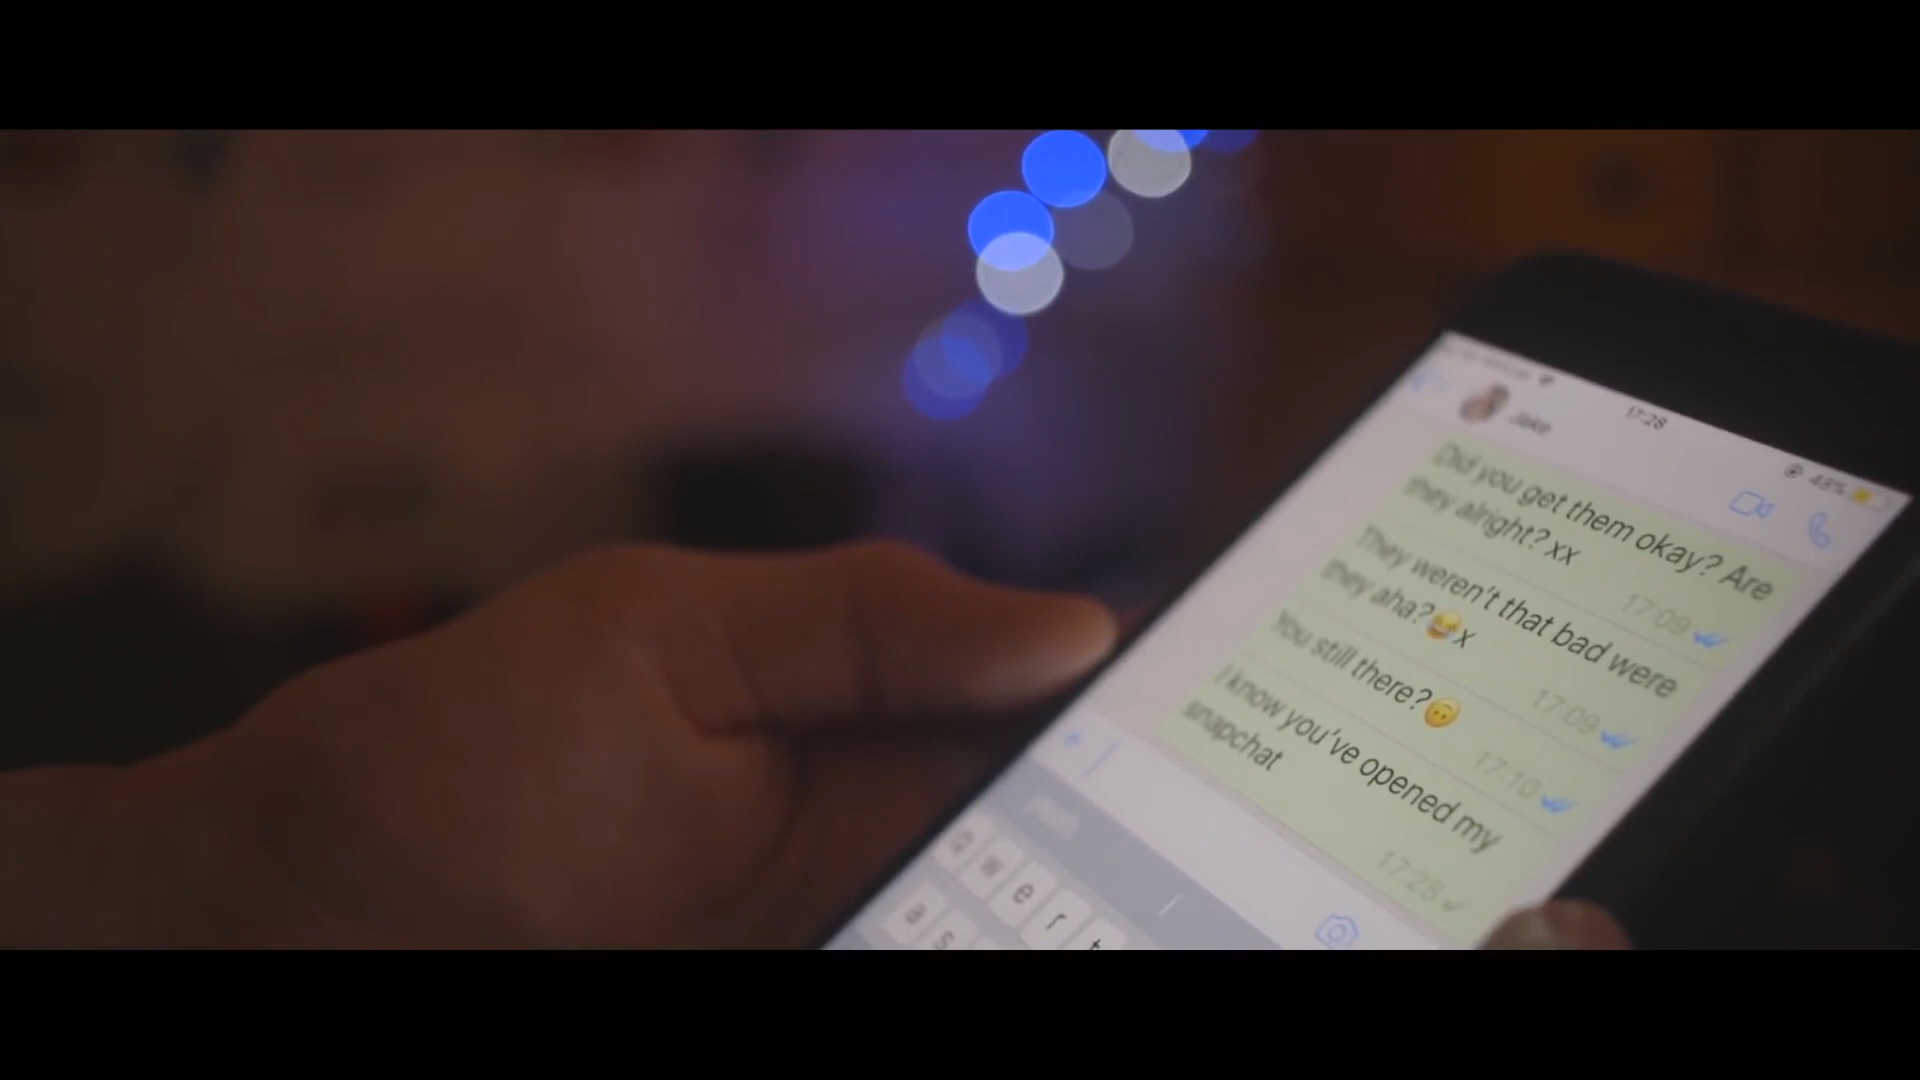 17:28
48%
Jake
Did you get them okay? Are
they alright? xx
17:09
They weren't that bad were
they aha?😂x
17:09
You still there?🙃
17:10
I know you've opened my
snapchat
17:28
Q w e r t
a s